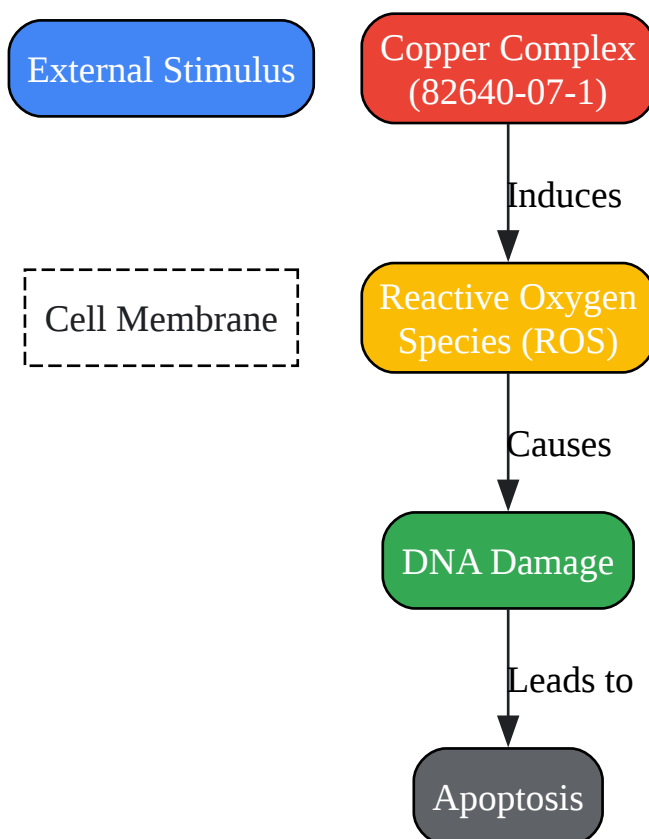 External Stimulus
Copper Complex
(82640-07-1)
Induces
Cell Membrane
Reactive Oxygen
Species (ROS)
Causes
DNA Damage
Leads to
Apoptosis